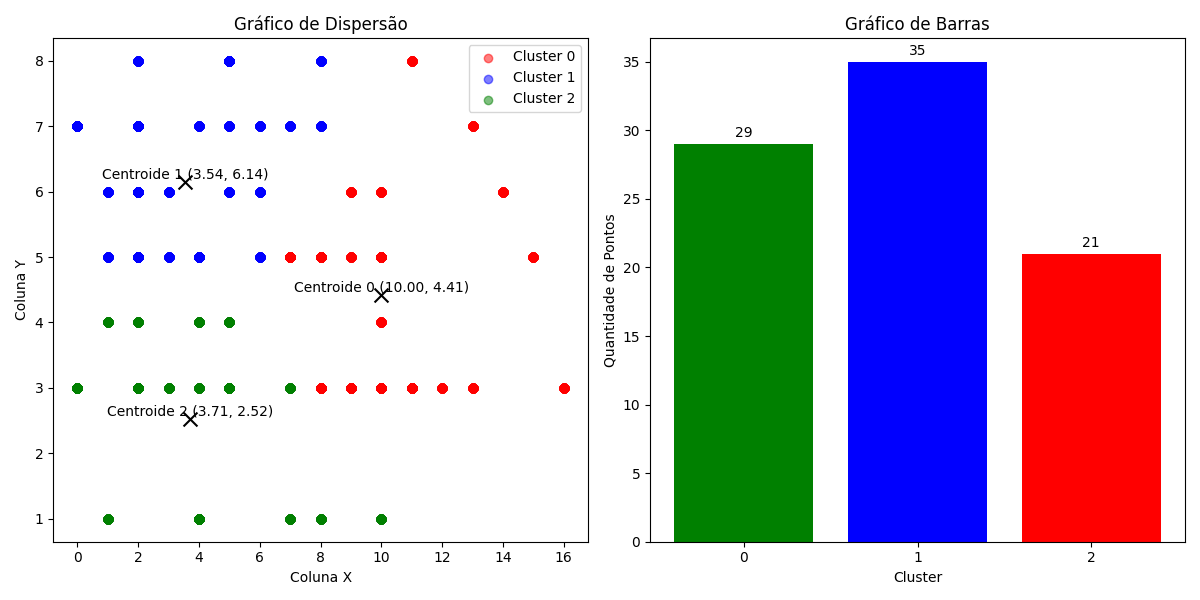 Gráfico de Dispersão
8
7
6
5
4
3
2
1
Coluna Y
Cluster 0
Cluster 1
Cluster 2
Centroide 1 (3.54, 6.14)
Centroide 0 (10.00, 4.41)
Centroide 2 (3.71, 2.52)
0 2 4 6 8 10 12 14 16
Coluna X
Gráfico de Barras
35
30
25
20
15
10
5
0
Quantidade de Pontos
29
35
21
0 1 2
Cluster